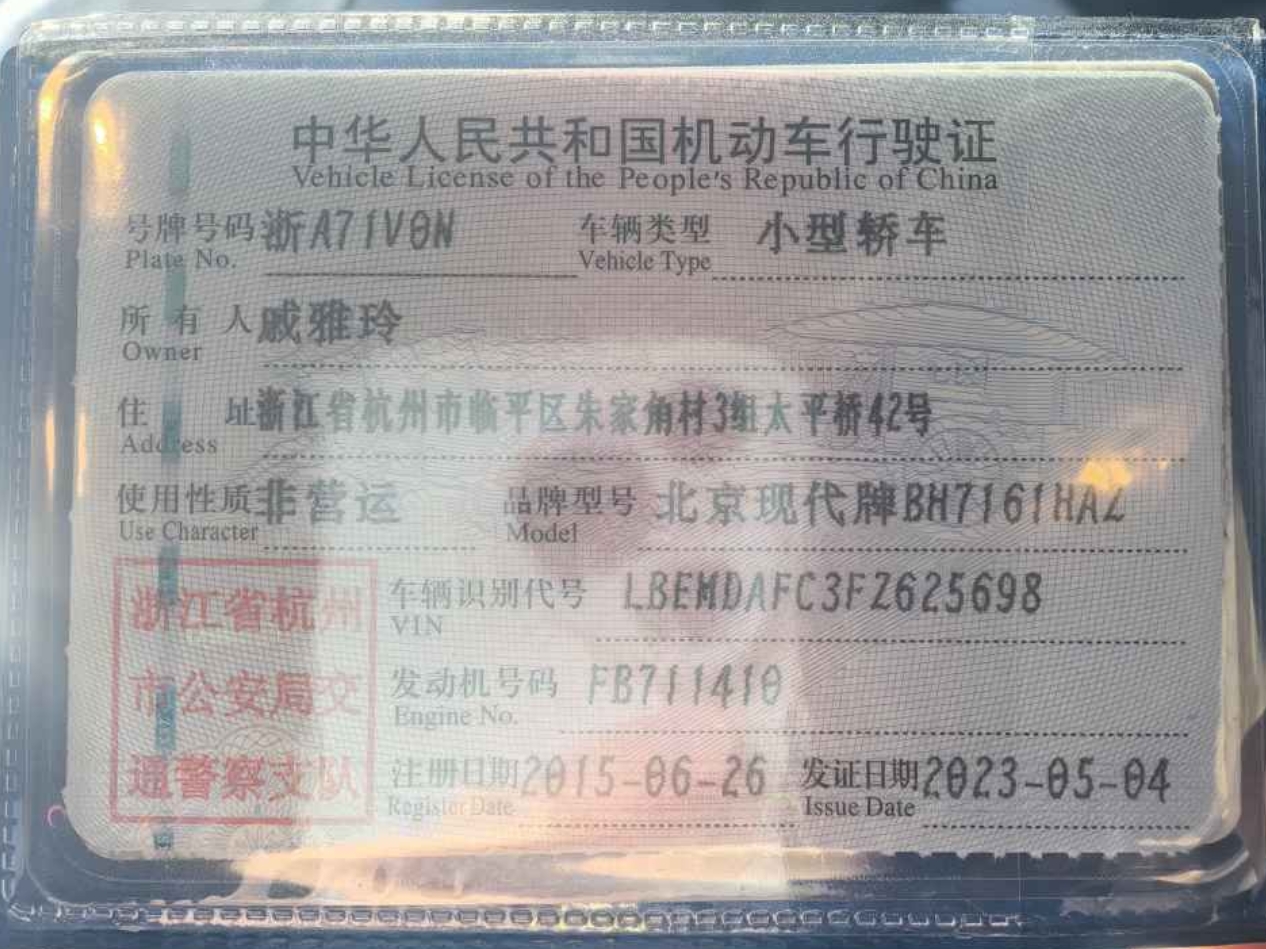 中华人民共和国机动车行驶证
Vehicle License of the People's Republic of China
号牌号码 浙A71V0N 车辆类型 小型轿车
Plate No. Vehicle Type
所有人 戚雅玲
Owner
住址 浙江省杭州市临平区朱家角村3组太平桥42号
Address
使用性质 非营运 品牌型号 北京现代牌BH7161HAZ
Use Character Model
浙江省杭州
市公安局交
通警察支队
车辆识别代号 LBEMDAFC3FZ625698
VIN
发动机号码 FB711410
Engine No.
注册日期 2015-06-26 发证日期 2023-05-04
Register Date Issue Date